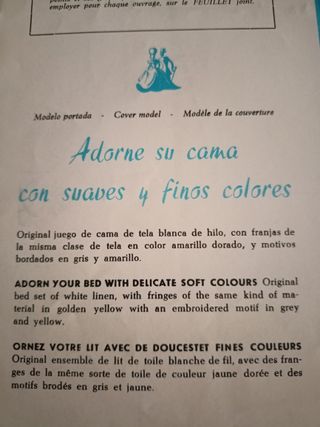 employer pour chaque ouvrage, sur le FEUILLET joint.
Modelo portada - Cover model - Modèle de la couverture
Adorne su cama
con suaves y finos colores
Original juego de cama de tela blanca de hilo, con franjas de
la misma clase de tela en color amarillo dorado, y motivos
bordados en gris y amarillo.
ADORN YOUR BED WITH DELICATE SOFT COLOURS Original
bed set of white linen, with fringes of the same kind of ma-
terial in golden yellow with an embroidered motif in grey
and yellow.
ORNEZ VOTRE LIT AVEC DE DOUCESTET FINES COULEURS
Original ensemble de lit de toile blanche de fil, avec des fran-
ges de la même sorte de toile de couleur jaune dorée et des
motifs brodés en gris et jaune.